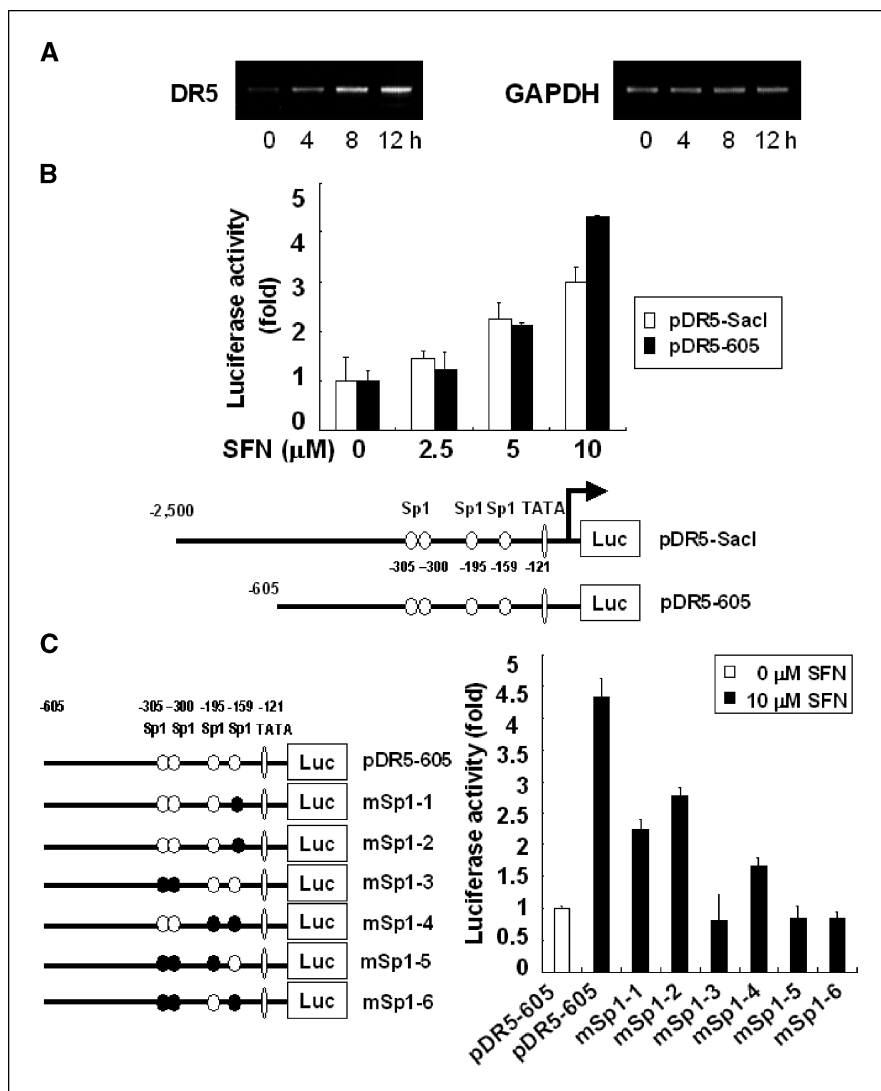 A
DR5
GAPDH
0 4 8 12 h
0 4 8 12 h
B
Luciferase activity
(fold)
5
4
3
2
1
0
pDR5-SacI
pDR5-605
SFN (μM) 0 2.5 5 10
-2,500
Sp1 Sp1 Sp1 TATA
Luc
pDR5-SacI
-305 –300 -195 -159 -121
-605
Luc
pDR5-605
C
-605 -305 –300 -195 -159 -121
Sp1 Sp1 Sp1 Sp1 TATA
Luc pDR5-605
Luc mSp1-1
Luc mSp1-2
Luc mSp1-3
Luc mSp1-4
Luc mSp1-5
Luc mSp1-6
Luciferase activity (fold)
5
4.5
4
3.5
3
2.5
2
1.5
1
0.5
0
0 μM SFN
10 μM SFN
pDR5-605
pDR5-605
mSp1-1
mSp1-2
mSp1-3
mSp1-4
mSp1-5
mSp1-6